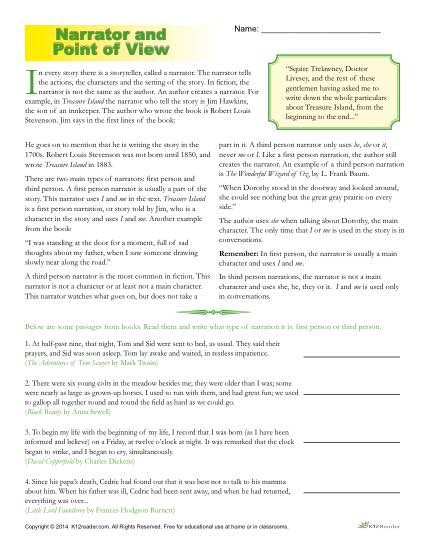 Narrator and
Point of View
Name:
In every story there is a storyteller, called a narrator. The narrator tells
the actions, the characters and the setting of the story. In fiction, the
narrator is not the same as the author. An author creates a narrator. For
example, in Treasure Island the narrator who tell the story is Jim Hawkins,
the son of an innkeeper. The author who wrote the book is Robert Louis
Stevenson. Jim says in the first lines of the book:
"Squire Trelawney, Doctor
Livesey, and the rest of these
gentlemen having asked me to
write down the whole particulars
about Treasure Island, from the
beginning to the end..."
He goes on to mention that he is writing the story in the
1700s. Robert Louis Stevenson was not born until 1850, and
wrote Treasure Island in 1883.
There are two main types of narrators: first person and
third person. A first person narrator is usually a part of the
story. This narrator uses I and me in the text. Treasure Island
is a first person narration, or story told by Jim, who is a
character in the story and uses I and me. Another example
from the book:
"I was standing at the door for a moment, full of sad
thoughts about my father, when I saw someone drawing
slowly near along the road."
A third person narrator is the most common in fiction. This
narrator is not a character or at least not a main character.
This narrator watches what goes on, but does not take a
part in it. A third person narrator only uses he, she or it,
never me or I. Like a first person narration, the author still
creates the narrator. An example of a third person narration
is The Wonderful Wizard of Oz, by L. Frank Baum.
"When Dorothy stood in the doorway and looked around,
she could see nothing but the great gray prairie on every
side."
The author uses she when talking about Dorothy, the main
character. The only time that I or me is used in the story is in
conversations.
Remember: In first person, the narrator is usually a main
character and uses I and me.
In third person narrations, the narrator is not a main
character and uses she, he, they or it. I and me is used only
in conversations.
Below are some passages from books. Read them and write what type of narration it is: first person or third person.
1. At half-past nine, that night, Tom and Sid were sent to bed, as usual. They said their
prayers, and Sid was soon asleep. Tom lay awake and waited, in restless impatience.
(The Adventures of Tom Sawyer by Mark Twain)
2. There were six young colts in the meadow besides me; they were older than I was; some
were nearly as large as grown-up horses. I used to run with them, and had great fun; we used
to gallop all together round and round the field as hard as we could go.
(Black Beauty by Anna Sewell)
3. To begin my life with the beginning of my life, I record that I was born (as I have been
informed and believe) on a Friday, at twelve o'clock at night. It was remarked that the clock
began to strike, and I began to cry, simultaneously.
(David Copperfield by Charles Dickens)
4. Since his papa's death, Cedric had found out that it was best not to talk to his mamma
about him. When his father was ill, Cedric had been sent away, and when he had returned,
everything was over...
(Little Lord Fauntleroy by Frances Hodgson Burnett)
Copyright © 2014 K12reader.com. All Rights Reserved. Free for educational use at home or in classrooms.
K12Reader